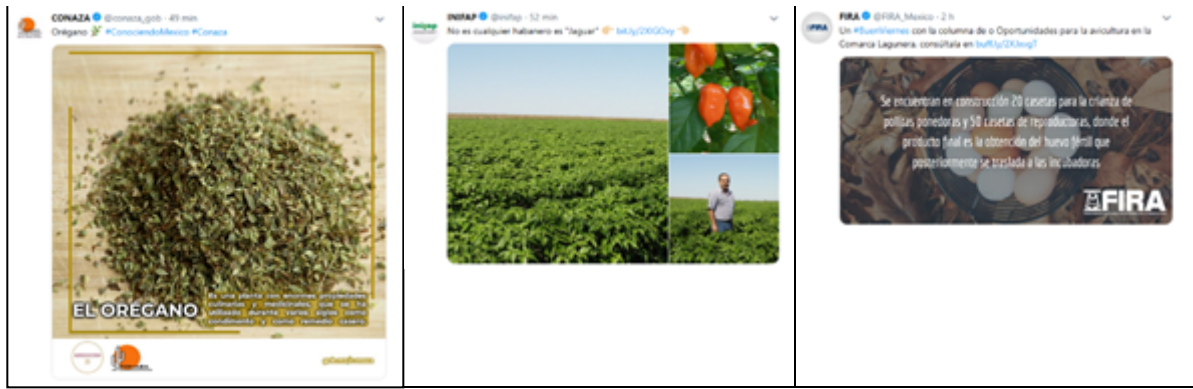 CONAZA @conaza_gob · 49 min
Orégano #ConociendoMéxico #Conaza
EL ORÉGANO
Es una planta con enormes propiedades
culinarias y medicinales, que se ha
utilizado durante varios siglos como
condimento y como remedio casero.
inifap
INIFAP @inifap · 52 min
No es cualquier habanero es "Jaguar"
FIRA
FIRA @FIRA_Mexico · 2 h
Un #BuenViernes con la columna de o Oportunidades para la avicultura en la
Comarca Lagunera, consúltala en
Se encuentran en construcción 20 casetas para la crianza de
pollitas ponedoras y 50 casetas de reproductoras, donde el
producto final es la obtención del huevo fértil que
posteriormente se traslada a las incubadoras
FIRA